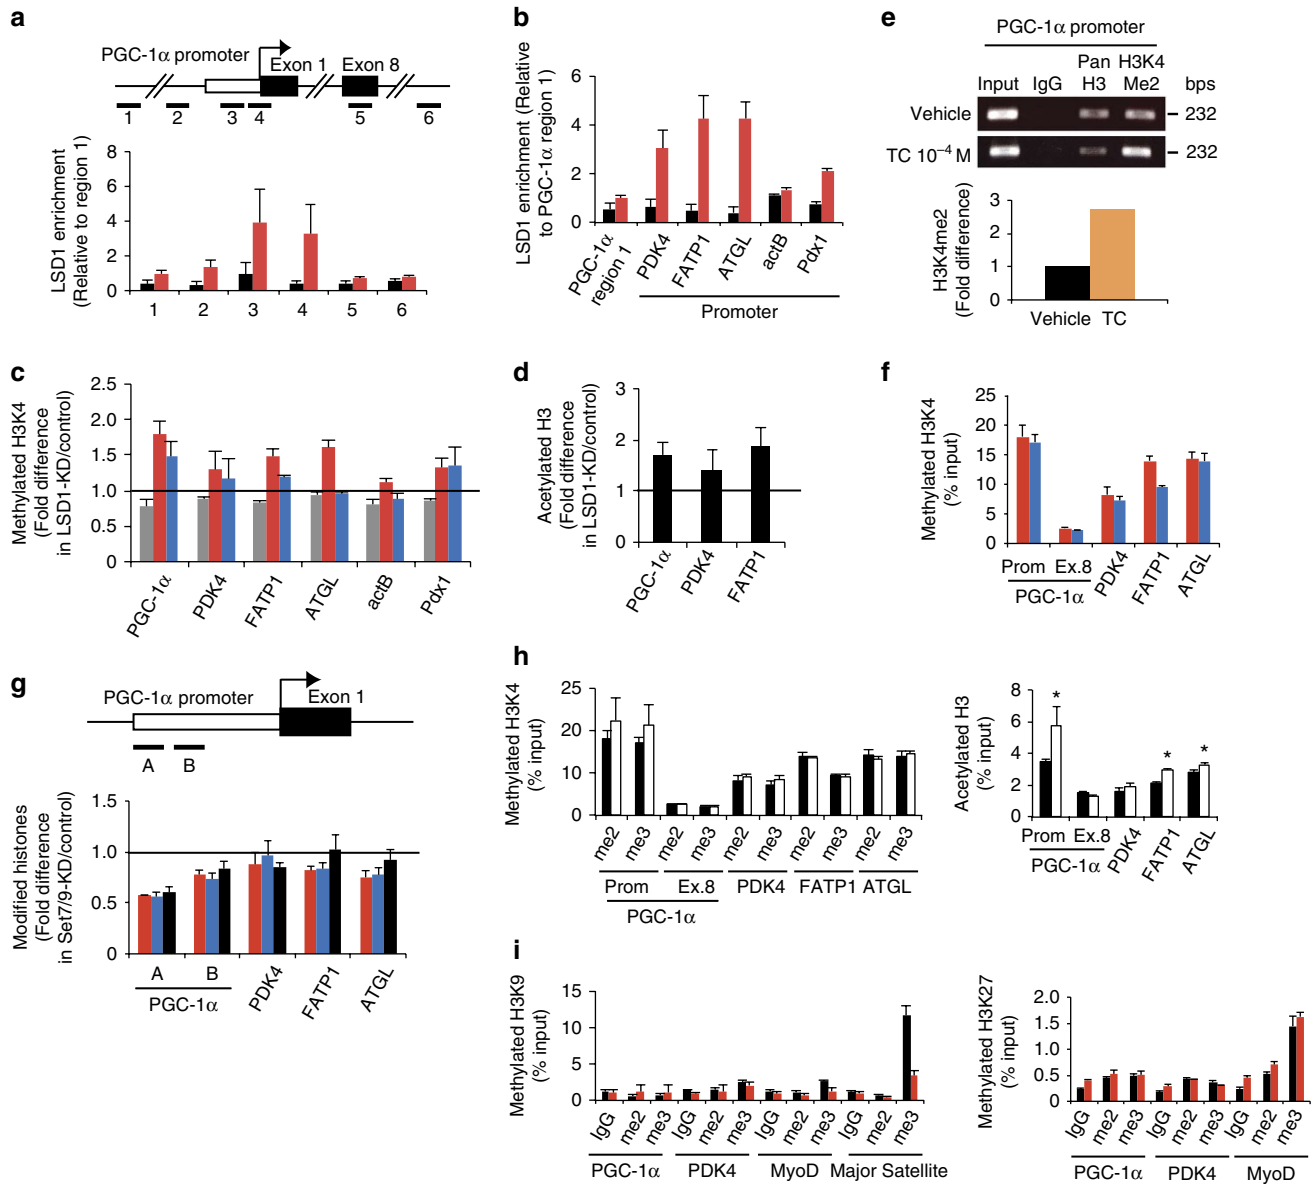 a
PGC-1α promoter
Exon 1
Exon 8
1
2
3
4
5
6
LSD1 enrichment
(Relative to region 1)
8
6
4
2
0
1
2
3
4
5
6
b
LSD1 enrichment (Relative
to PGC-1α region 1)
6
4
2
0
PGC-1α
region 1
PDK4
FATP1
ATGL
actB
Pdx1
Promoter
e
PGC-1α promoter
Input
IgG
Pan
H3
H3K4
Me2
bps
Vehicle
232
TC 10⁻⁴ M
232
H3K4me2
(Fold difference)
3
2
1
0
Vehicle
TC
c
Methylated H3K4
(Fold difference
in LSD1-KD/control)
2.5
2.0
1.5
1.0
0.5
0
PGC-1α
PDK4
FATP1
ATGL
actB
Pdx1
d
Acetylated H3
(Fold difference
in LSD1-KD/control)
3
2
1
0
PGC-1α
PDK4
FATP1
f
Methylated H3K4
(% input)
25
20
15
10
5
0
Prom
Ex.8
PGC-1α
PDK4
FATP1
ATGL
g
PGC-1α promoter
Exon 1
A
B
Modified histones
(Fold difference
in Set7/9-KD/control)
1.5
1.0
0.5
0
A
B
PGC-1α
PDK4
FATP1
ATGL
h
Methylated H3K4
(% input)
25
20
10
0
me2
me3
me2
me3
me2
me3
me2
me3
me2
me3
Prom
Ex.8
PDK4
FATP1
ATGL
PGC-1α
Acetylated H3
(% input)
8
6
4
2
0
*
*
*
Prom
Ex.8
PGC-1α
PDK4
FATP1
ATGL
i
Methylated H3K9
(% input)
15
10
5
0
IgG
me2
me3
IgG
me2
me3
IgG
me2
me3
IgG
me2
me3
PGC-1α
PDK4
MyoD
Major Satellite
Methylated H3K27
(% input)
2.0
1.5
1.0
0.5
0
IgG
me2
me3
IgG
me2
me3
IgG
me2
me3
PGC-1α
PDK4
MyoD